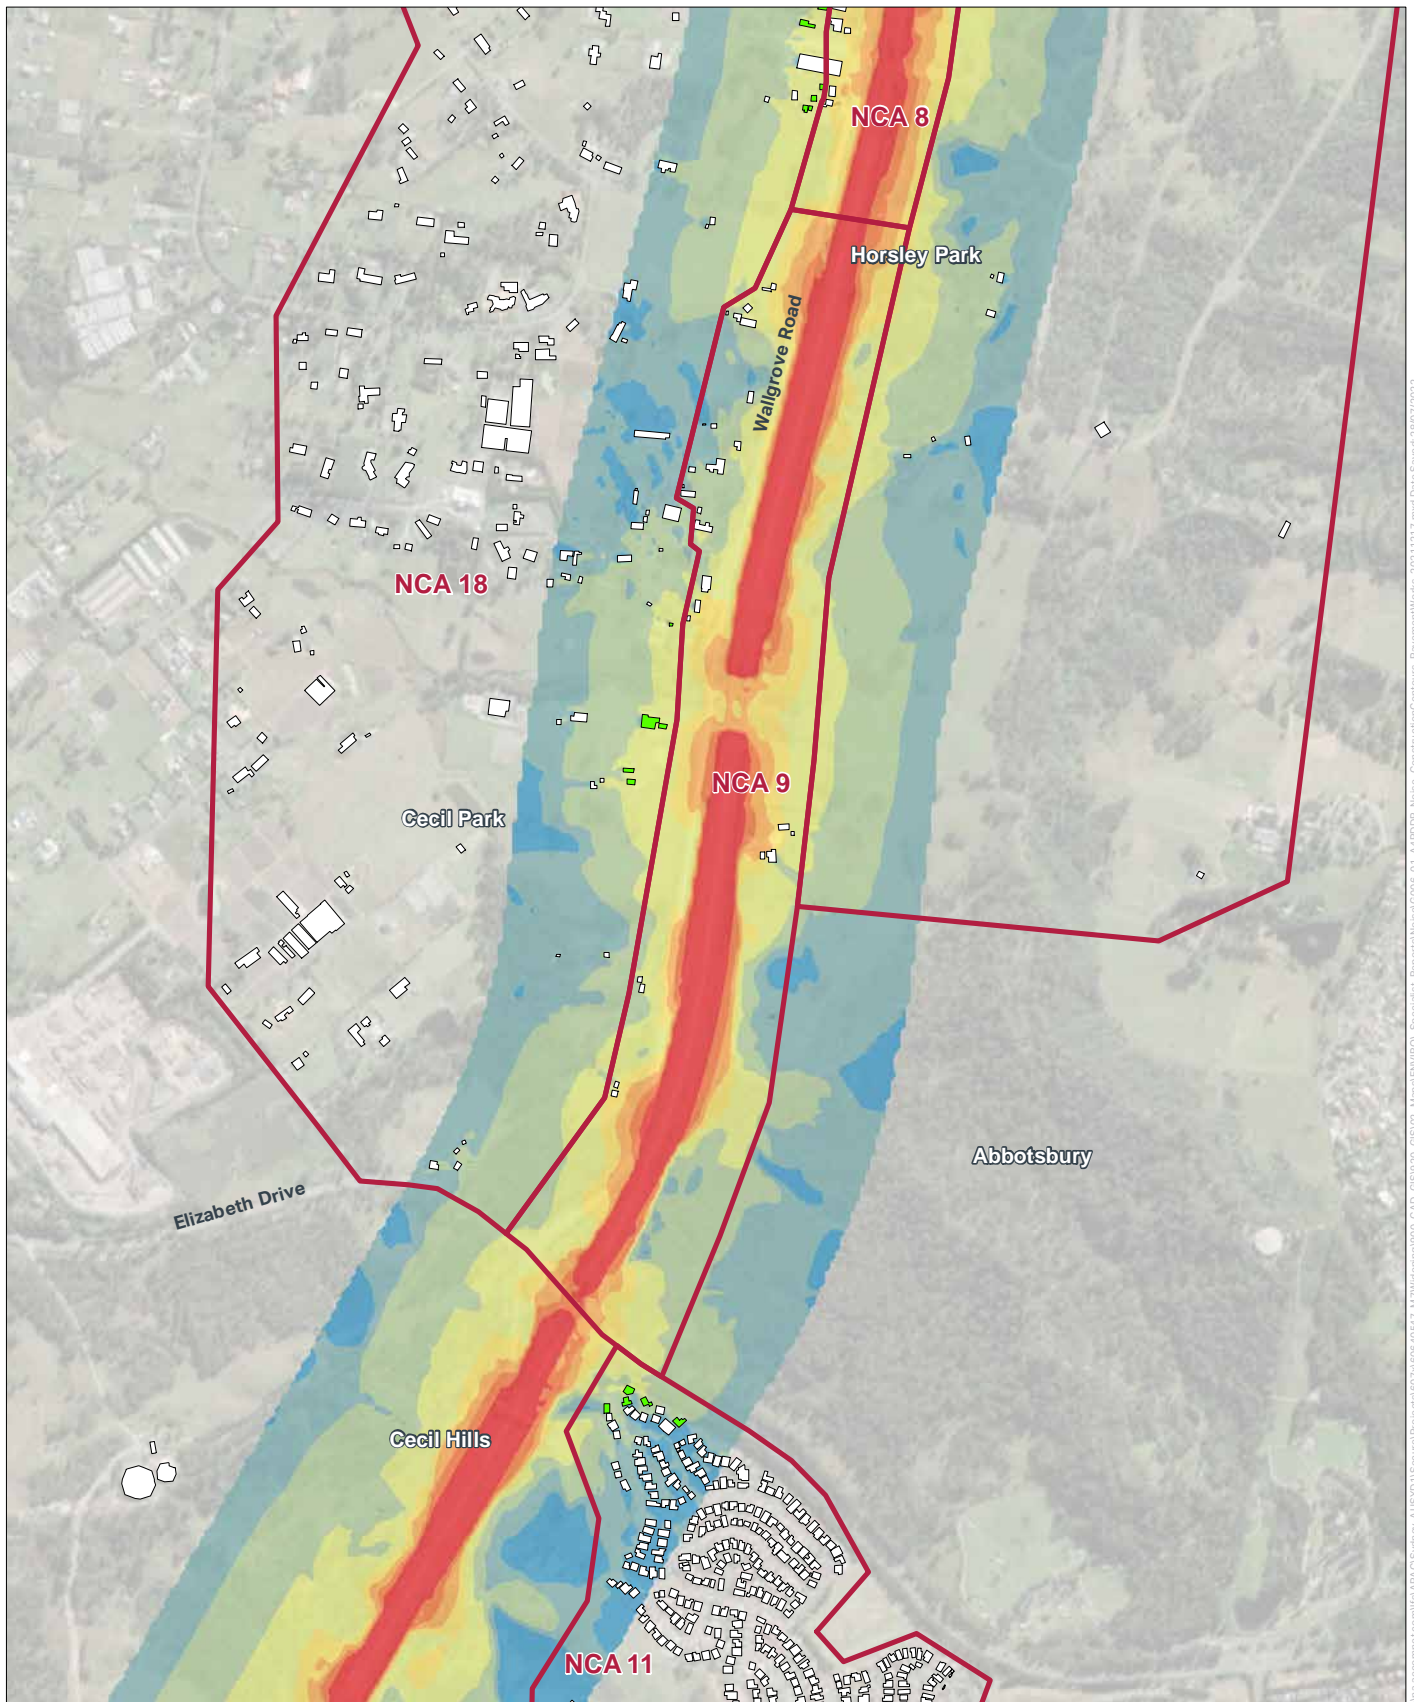 NCA 8
Horsley Park
Wallgrove Road
NCA 18
NCA 9
Cecil Park
Abbotsbury
Elizabeth Drive
Cecil Hills
NCA 11